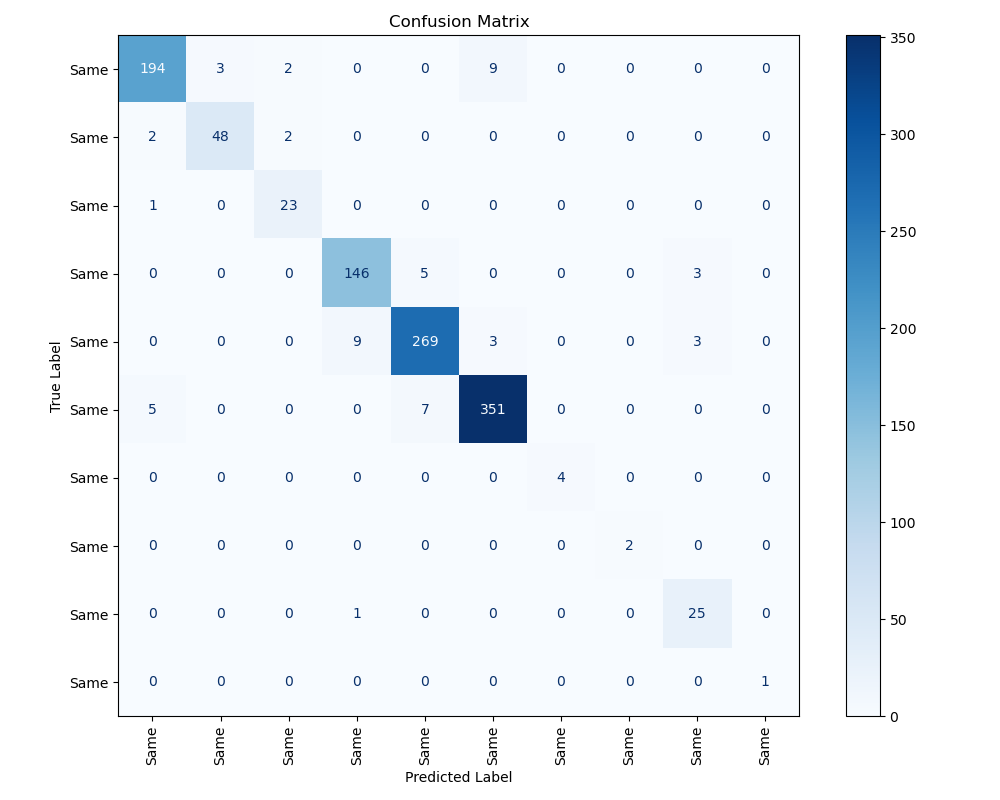 Confusion Matrix
Same 194 3 2 0 0 9 0 0 0 0
Same 2 48 2 0 0 0 0 0 0 0
Same 1 0 23 0 0 0 0 0 0 0
Same 0 0 0 146 5 0 0 0 3 0
Same 0 0 0 9 269 3 0 0 3 0
Same 5 0 0 0 7 351 0 0 0 0
Same 0 0 0 0 0 0 4 0 0 0
Same 0 0 0 0 0 0 0 2 0 0
Same 0 0 0 1 0 0 0 0 25 0
Same 0 0 0 0 0 0 0 0 0 1
True Label
Same Same Same Same Same Same Same Same Same Same
Predicted Label
350
300
250
200
150
100
50
0